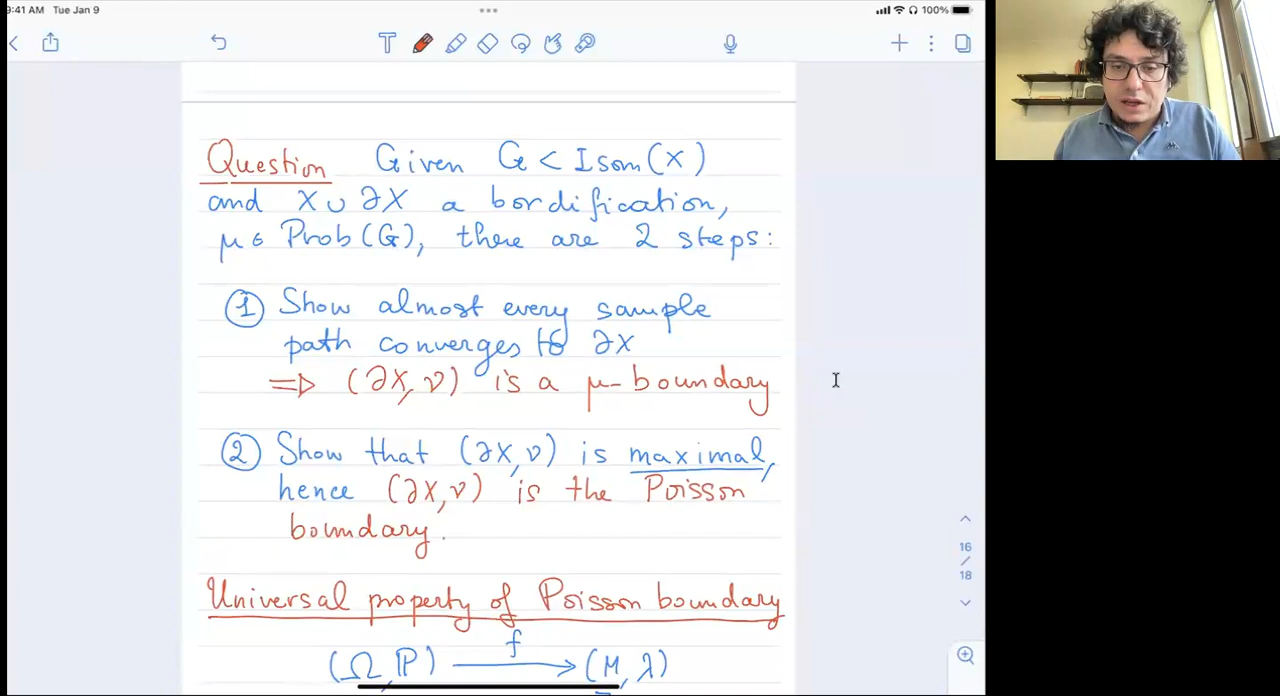 9:41 AM Tue Jan 9
100%
T
Question Given G < Isom(X)
and X ∪ ∂X a bordification,
μ ∈ Prob(G), there are 2 steps:
① Show almost every sample
path converges to ∂X
⇒ (∂X, ν) is a μ-boundary
② Show that (∂X, ν) is maximal,
hence (∂X, ν) is the Poisson
boundary.
16
/
18
Universal property of Poisson boundary
f
(Ω, ℙ) → (M, λ)